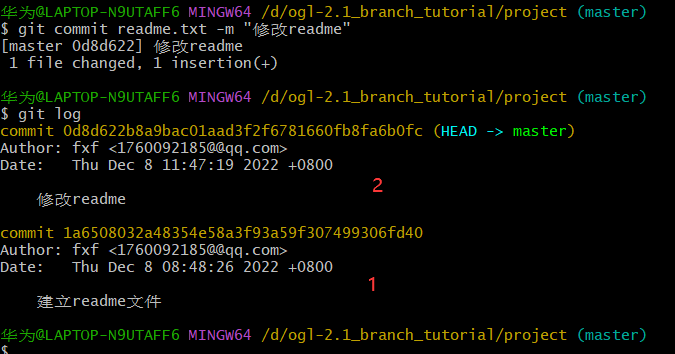 华为@LAPTOP-N9UTAFF6 MINGW64 /d/ogl-2.1_branch_tutorial/project (master)
$ git commit readme.txt -m "修改readme"
[master 0d8d622] 修改readme
 1 file changed, 1 insertion(+)
华为@LAPTOP-N9UTAFF6 MINGW64 /d/ogl-2.1_branch_tutorial/project (master)
$ git log
commit 0d8d622b8a9bac01aad3f2f6781660fb8fa6b0fc (HEAD -> master)
Author: fxf <1760092185@@qq.com>
Date:   Thu Dec 8 11:47:19 2022 +0800
2
    修改readme
commit 1a6508032a48354e58a3f93a59f307499306fd40
Author: fxf <1760092185@@qq.com>
Date:   Thu Dec 8 08:48:26 2022 +0800
1
    建立readme文件
华为@LAPTOP-N9UTAFF6 MINGW64 /d/ogl-2.1_branch_tutorial/project (master)
$